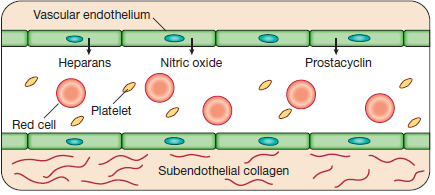 Vascular endothelium
Heparans
Nitric oxide
Prostacyclin
Platelet
Red cell
Subendothelial collagen